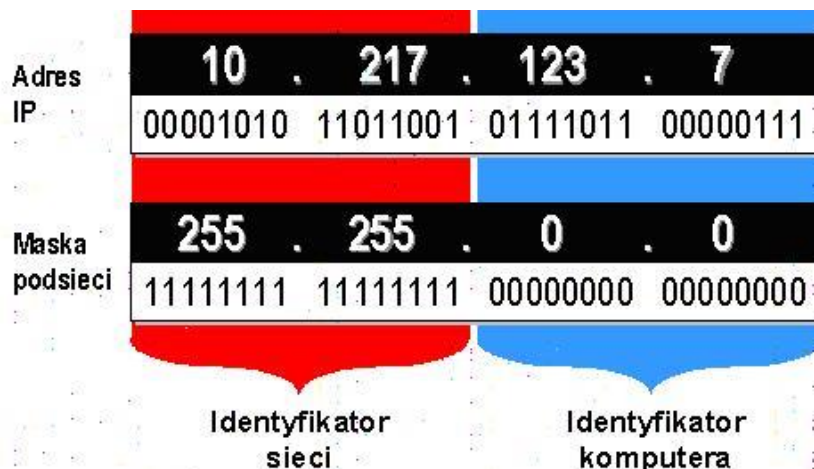 Adres
IP
10 . 217 . 123 . 7
00001010 11011001 01111011 00000111
Maska
podsieci
255 . 255 . 0 . 0
11111111 11111111 00000000 00000000
Identyfikator
sieci
Identyfikator
komputera